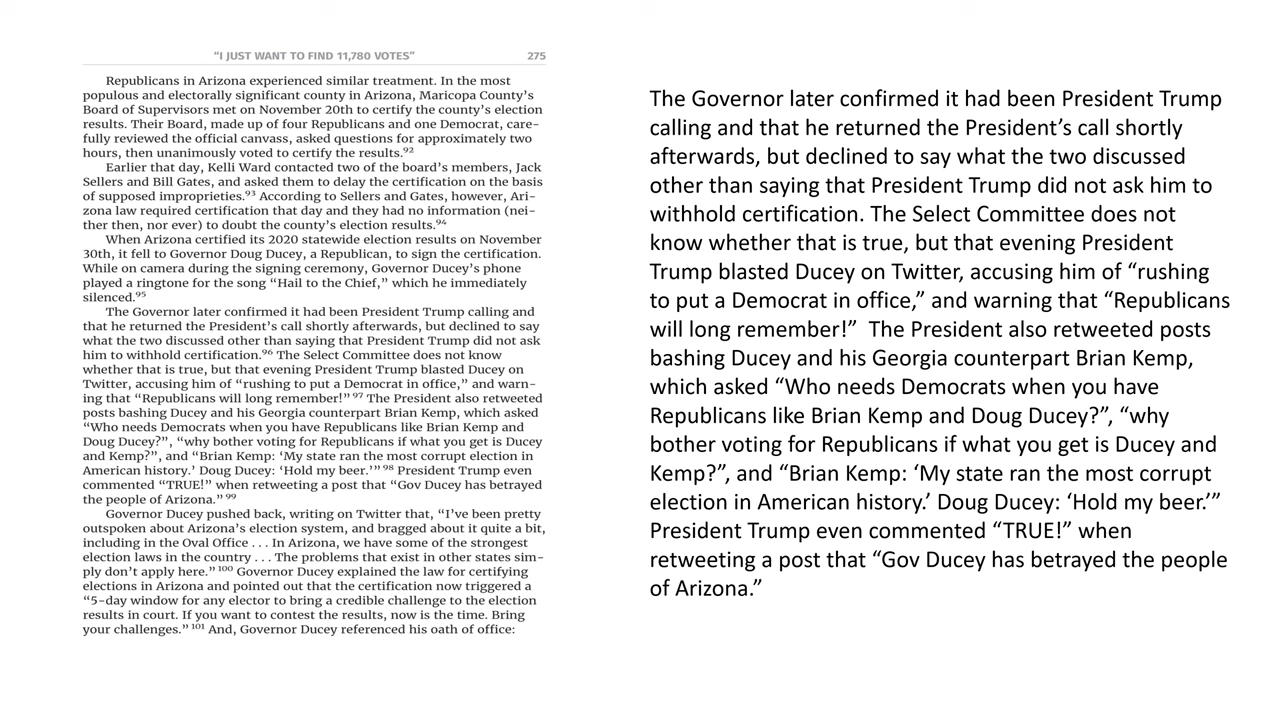 “I JUST WANT TO FIND 11,780 VOTES” 275
Republicans in Arizona experienced similar treatment. In the most
populous and electorally significant county in Arizona, Maricopa County’s
Board of Supervisors met on November 20th to certify the county’s election
results. Their Board, made up of four Republicans and one Democrat, care-
fully reviewed the official canvass, asked questions for approximately two
hours, then unanimously voted to certify the results.92
Earlier that day, Kelli Ward contacted two of the board’s members, Jack
Sellers and Bill Gates, and asked them to delay the certification on the basis
of supposed improprieties.93 According to Sellers and Gates, however, Ari-
zona law required certification that day and they had no information (nei-
ther then, nor ever) to doubt the county’s election results.94
When Arizona certified its 2020 statewide election results on November
30th, it fell to Governor Doug Ducey, a Republican, to sign the certification.
While on camera during the signing ceremony, Governor Ducey’s phone
played a ringtone for the song “Hail to the Chief,” which he immediately
silenced.95
The Governor later confirmed it had been President Trump calling and
that he returned the President’s call shortly afterwards, but declined to say
what the two discussed other than saying that President Trump did not ask
him to withhold certification.96 The Select Committee does not know
whether that is true, but that evening President Trump blasted Ducey on
Twitter, accusing him of “rushing to put a Democrat in office,” and warn-
ing that “Republicans will long remember!” 97 The President also retweeted
posts bashing Ducey and his Georgia counterpart Brian Kemp, which asked
“Who needs Democrats when you have Republicans like Brian Kemp and
Doug Ducey?”, “why bother voting for Republicans if what you get is Ducey
and Kemp?”, and “Brian Kemp: ‘My state ran the most corrupt election in
American history.’ Doug Ducey: ‘Hold my beer.’” 98 President Trump even
commented “TRUE!” when retweeting a post that “Gov Ducey has betrayed
the people of Arizona.” 99
Governor Ducey pushed back, writing on Twitter that, “I’ve been pretty
outspoken about Arizona’s election system, and bragged about it quite a bit,
including in the Oval Office . . . In Arizona, we have some of the strongest
election laws in the country . . . The problems that exist in other states sim-
ply don’t apply here.” 100 Governor Ducey explained the law for certifying
elections in Arizona and pointed out that the certification now triggered a
“5-day window for any elector to bring a credible challenge to the election
results in court. If you want to contest the results, now is the time. Bring
your challenges.” 101 And, Governor Ducey referenced his oath of office:
The Governor later confirmed it had been President Trump
calling and that he returned the President’s call shortly
afterwards, but declined to say what the two discussed
other than saying that President Trump did not ask him to
withhold certification. The Select Committee does not
know whether that is true, but that evening President
Trump blasted Ducey on Twitter, accusing him of “rushing
to put a Democrat in office,” and warning that “Republicans
will long remember!” The President also retweeted posts
bashing Ducey and his Georgia counterpart Brian Kemp,
which asked “Who needs Democrats when you have
Republicans like Brian Kemp and Doug Ducey?”, “why
bother voting for Republicans if what you get is Ducey and
Kemp?”, and “Brian Kemp: ‘My state ran the most corrupt
election in American history.’ Doug Ducey: ‘Hold my beer.’”
President Trump even commented “TRUE!” when
retweeting a post that “Gov Ducey has betrayed the people
of Arizona.”